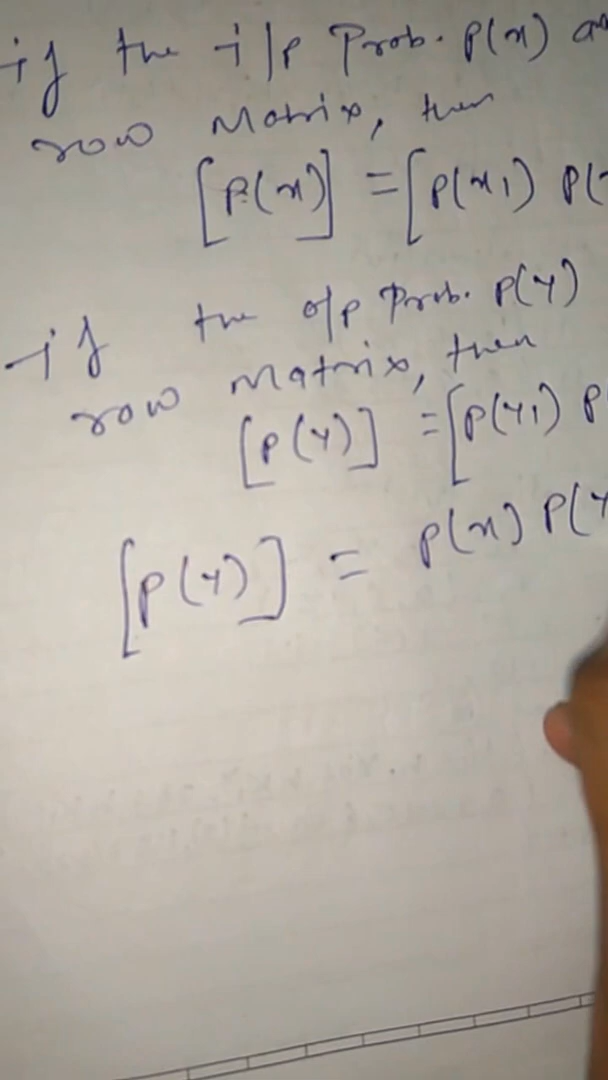 if the i/p Prob. P(x)
row Matrix, then
[P(x)] = [P(x1) P(
if the o/p Prob. P(Y)
row Matrix, then
[P(Y)] = [P(Y1) P
[P(Y)] = P(x) P(Y